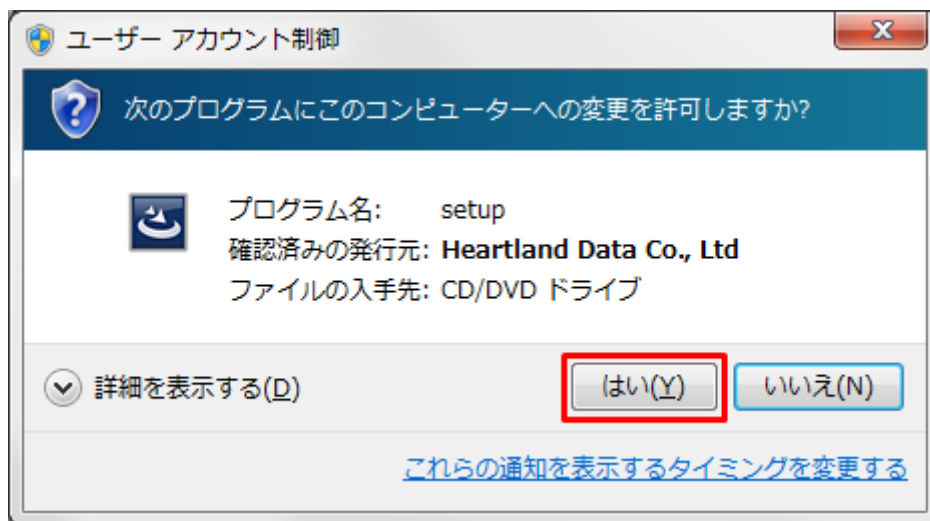 ユーザー アカウント制御
次のプログラムにこのコンピューターへの変更を許可しますか?
プログラム名: setup
確認済みの発行元: Heartland Data Co., Ltd
ファイルの入手先: CD/DVD ドライブ
詳細を表示する(D)
はい(Y)
いいえ(N)
これらの通知を表示するタイミングを変更する